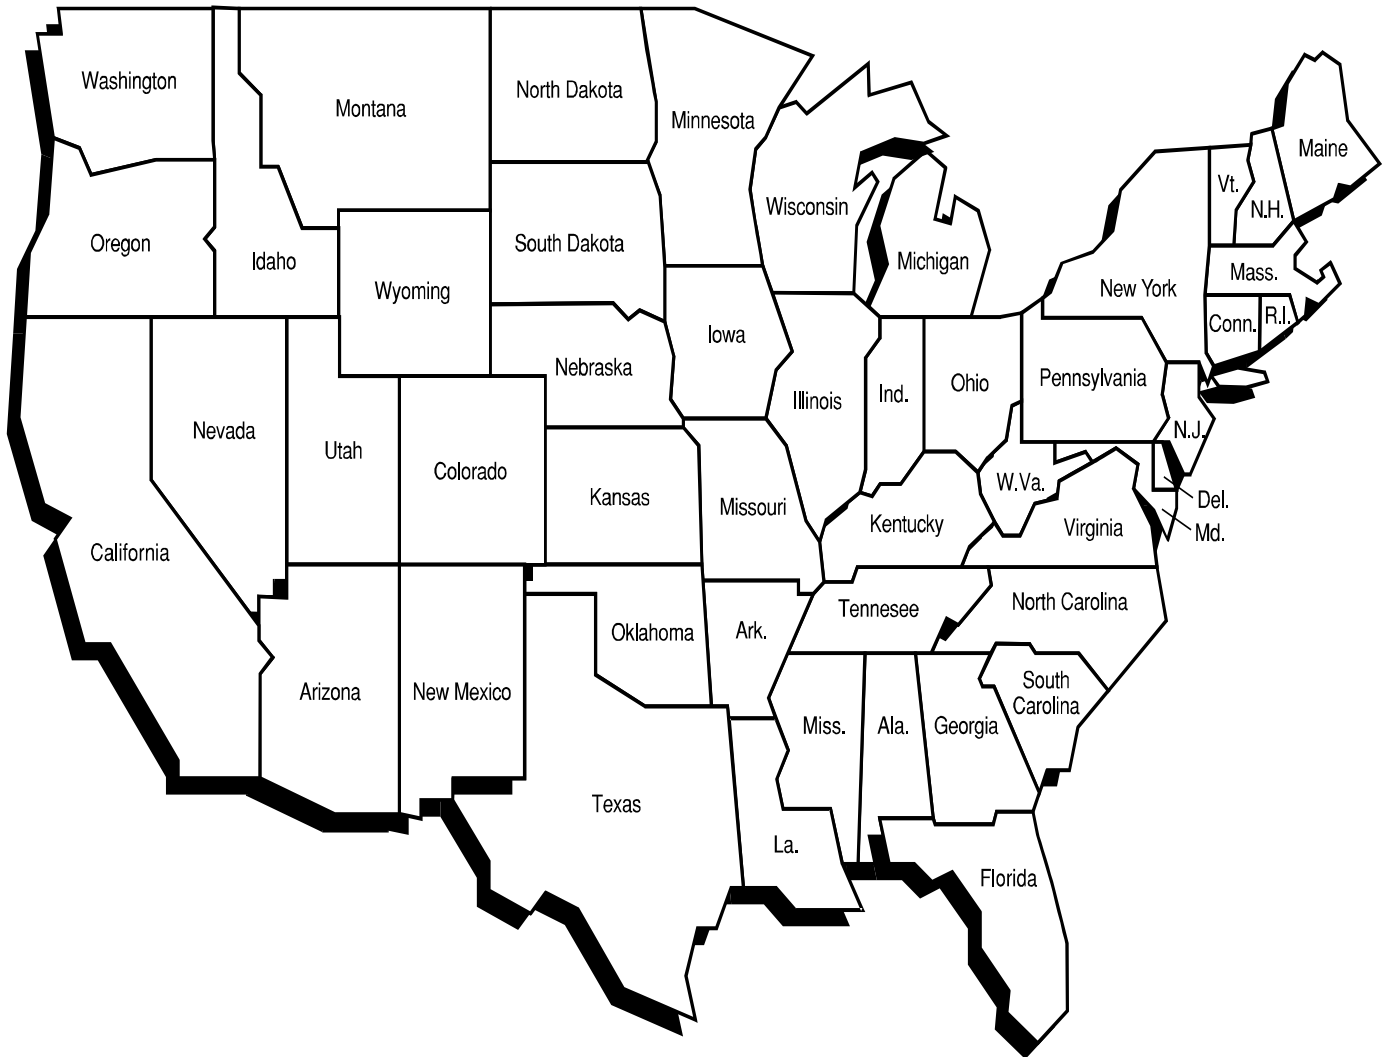 Washington
Montana
North Dakota
Minnesota
Maine
Vt.
N.H.
Oregon
Idaho
Wyoming
South Dakota
Wisconsin
Michigan
New York
Mass.
Conn.
R.I.
Iowa
Nebraska
Illinois
Ind.
Ohio
Pennsylvania
N.J.
Nevada
Utah
Colorado
Kansas
Missouri
Kentucky
W.Va.
Virginia
Del.
Md.
California
Arizona
New Mexico
Oklahoma
Ark.
Tennesee
North Carolina
South
Carolina
Texas
La.
Miss.
Ala.
Georgia
Florida